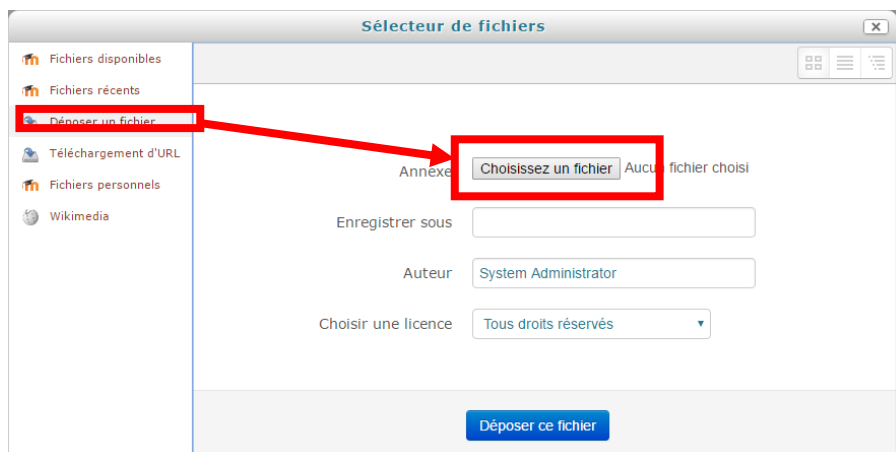 Sélecteur de fichiers
Fichiers disponibles
Fichiers récents
Déposer un fichier
Téléchargement d'URL
Fichiers personnels
Wikimedia
Annexe Choisissez un fichier Aucun fichier choisi
Enregistrer sous
Auteur System Administrator
Choisir une licence Tous droits réservés
Déposer ce fichier